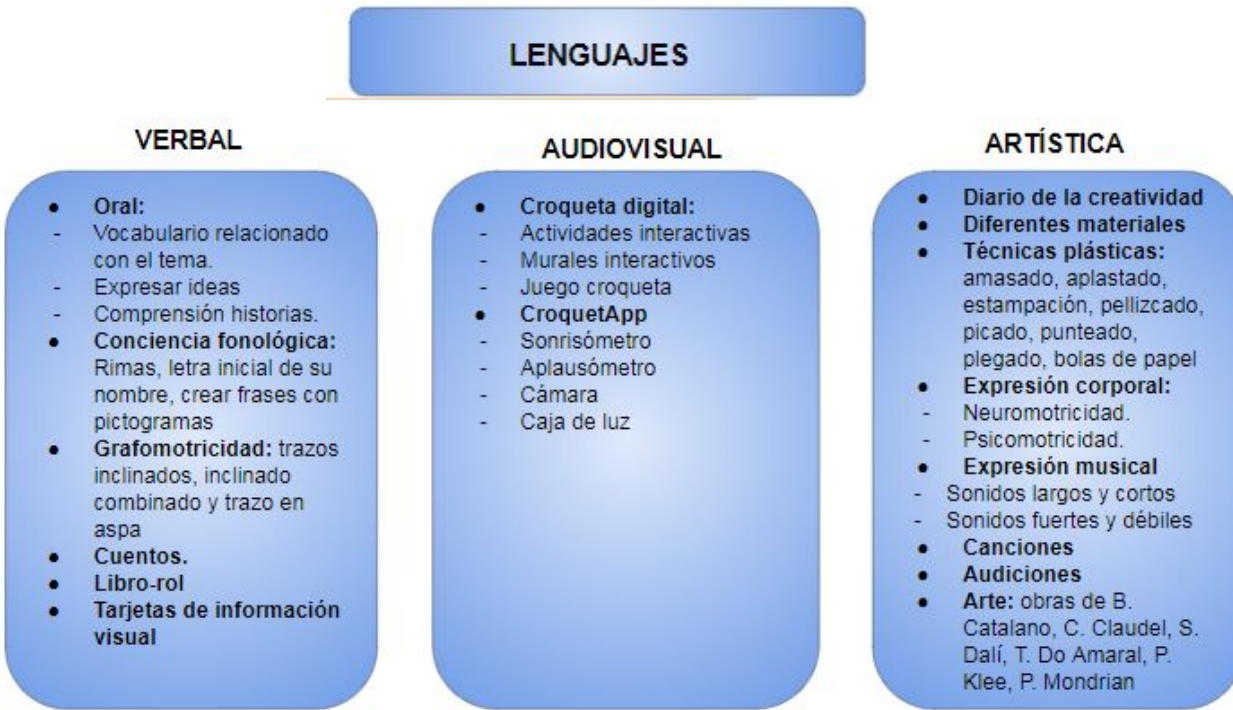 LENGUAJES
VERBAL
● Oral:
- Vocabulario relacionado
con el tema.
- Expresar ideas
- Comprensión historias.
● Conciencia fonológica:
Rimas, letra inicial de su
nombre, crear frases con
pictogramas
● Grafomotricidad: trazos
inclinados, inclinado
combinado y trazo en
aspa
● Cuentos.
● Libro-rol
● Tarjetas de información
visual
AUDIOVISUAL
● Croqueta digital:
- Actividades interactivas
- Murales interactivos
- Juego croqueta
● CroquetApp
- Sonrisómetro
- Aplausómetro
- Cámara
- Caja de luz
ARTÍSTICA
● Diario de la creatividad
● Diferentes materiales
● Técnicas plásticas:
amasado, aplastado,
estampación, pellizcado,
picado, punteado,
plegado, bolas de papel
● Expresión corporal:
- Neuromotricidad.
- Psicomotricidad.
● Expresión musical
- Sonidos largos y cortos
- Sonidos fuertes y débiles
● Canciones
● Audiciones
● Arte: obras de B.
Catalano, C. Claudel, S.
Dalí, T. Do Amaral, P.
Klee, P. Mondrian